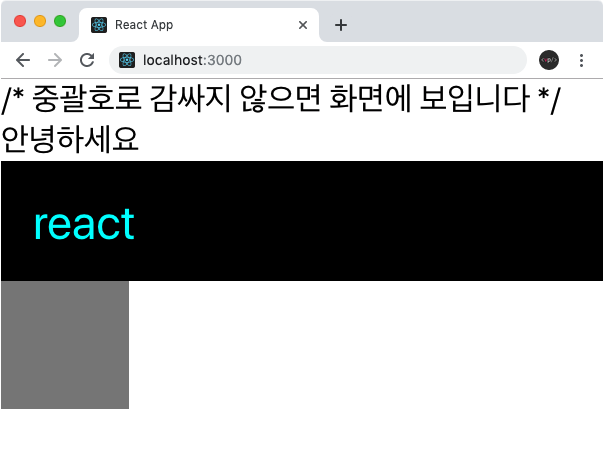 React App
localhost:3000
/* 중괄호로 감싸지 않으면 화면에 보입니다 */
안녕하세요
react